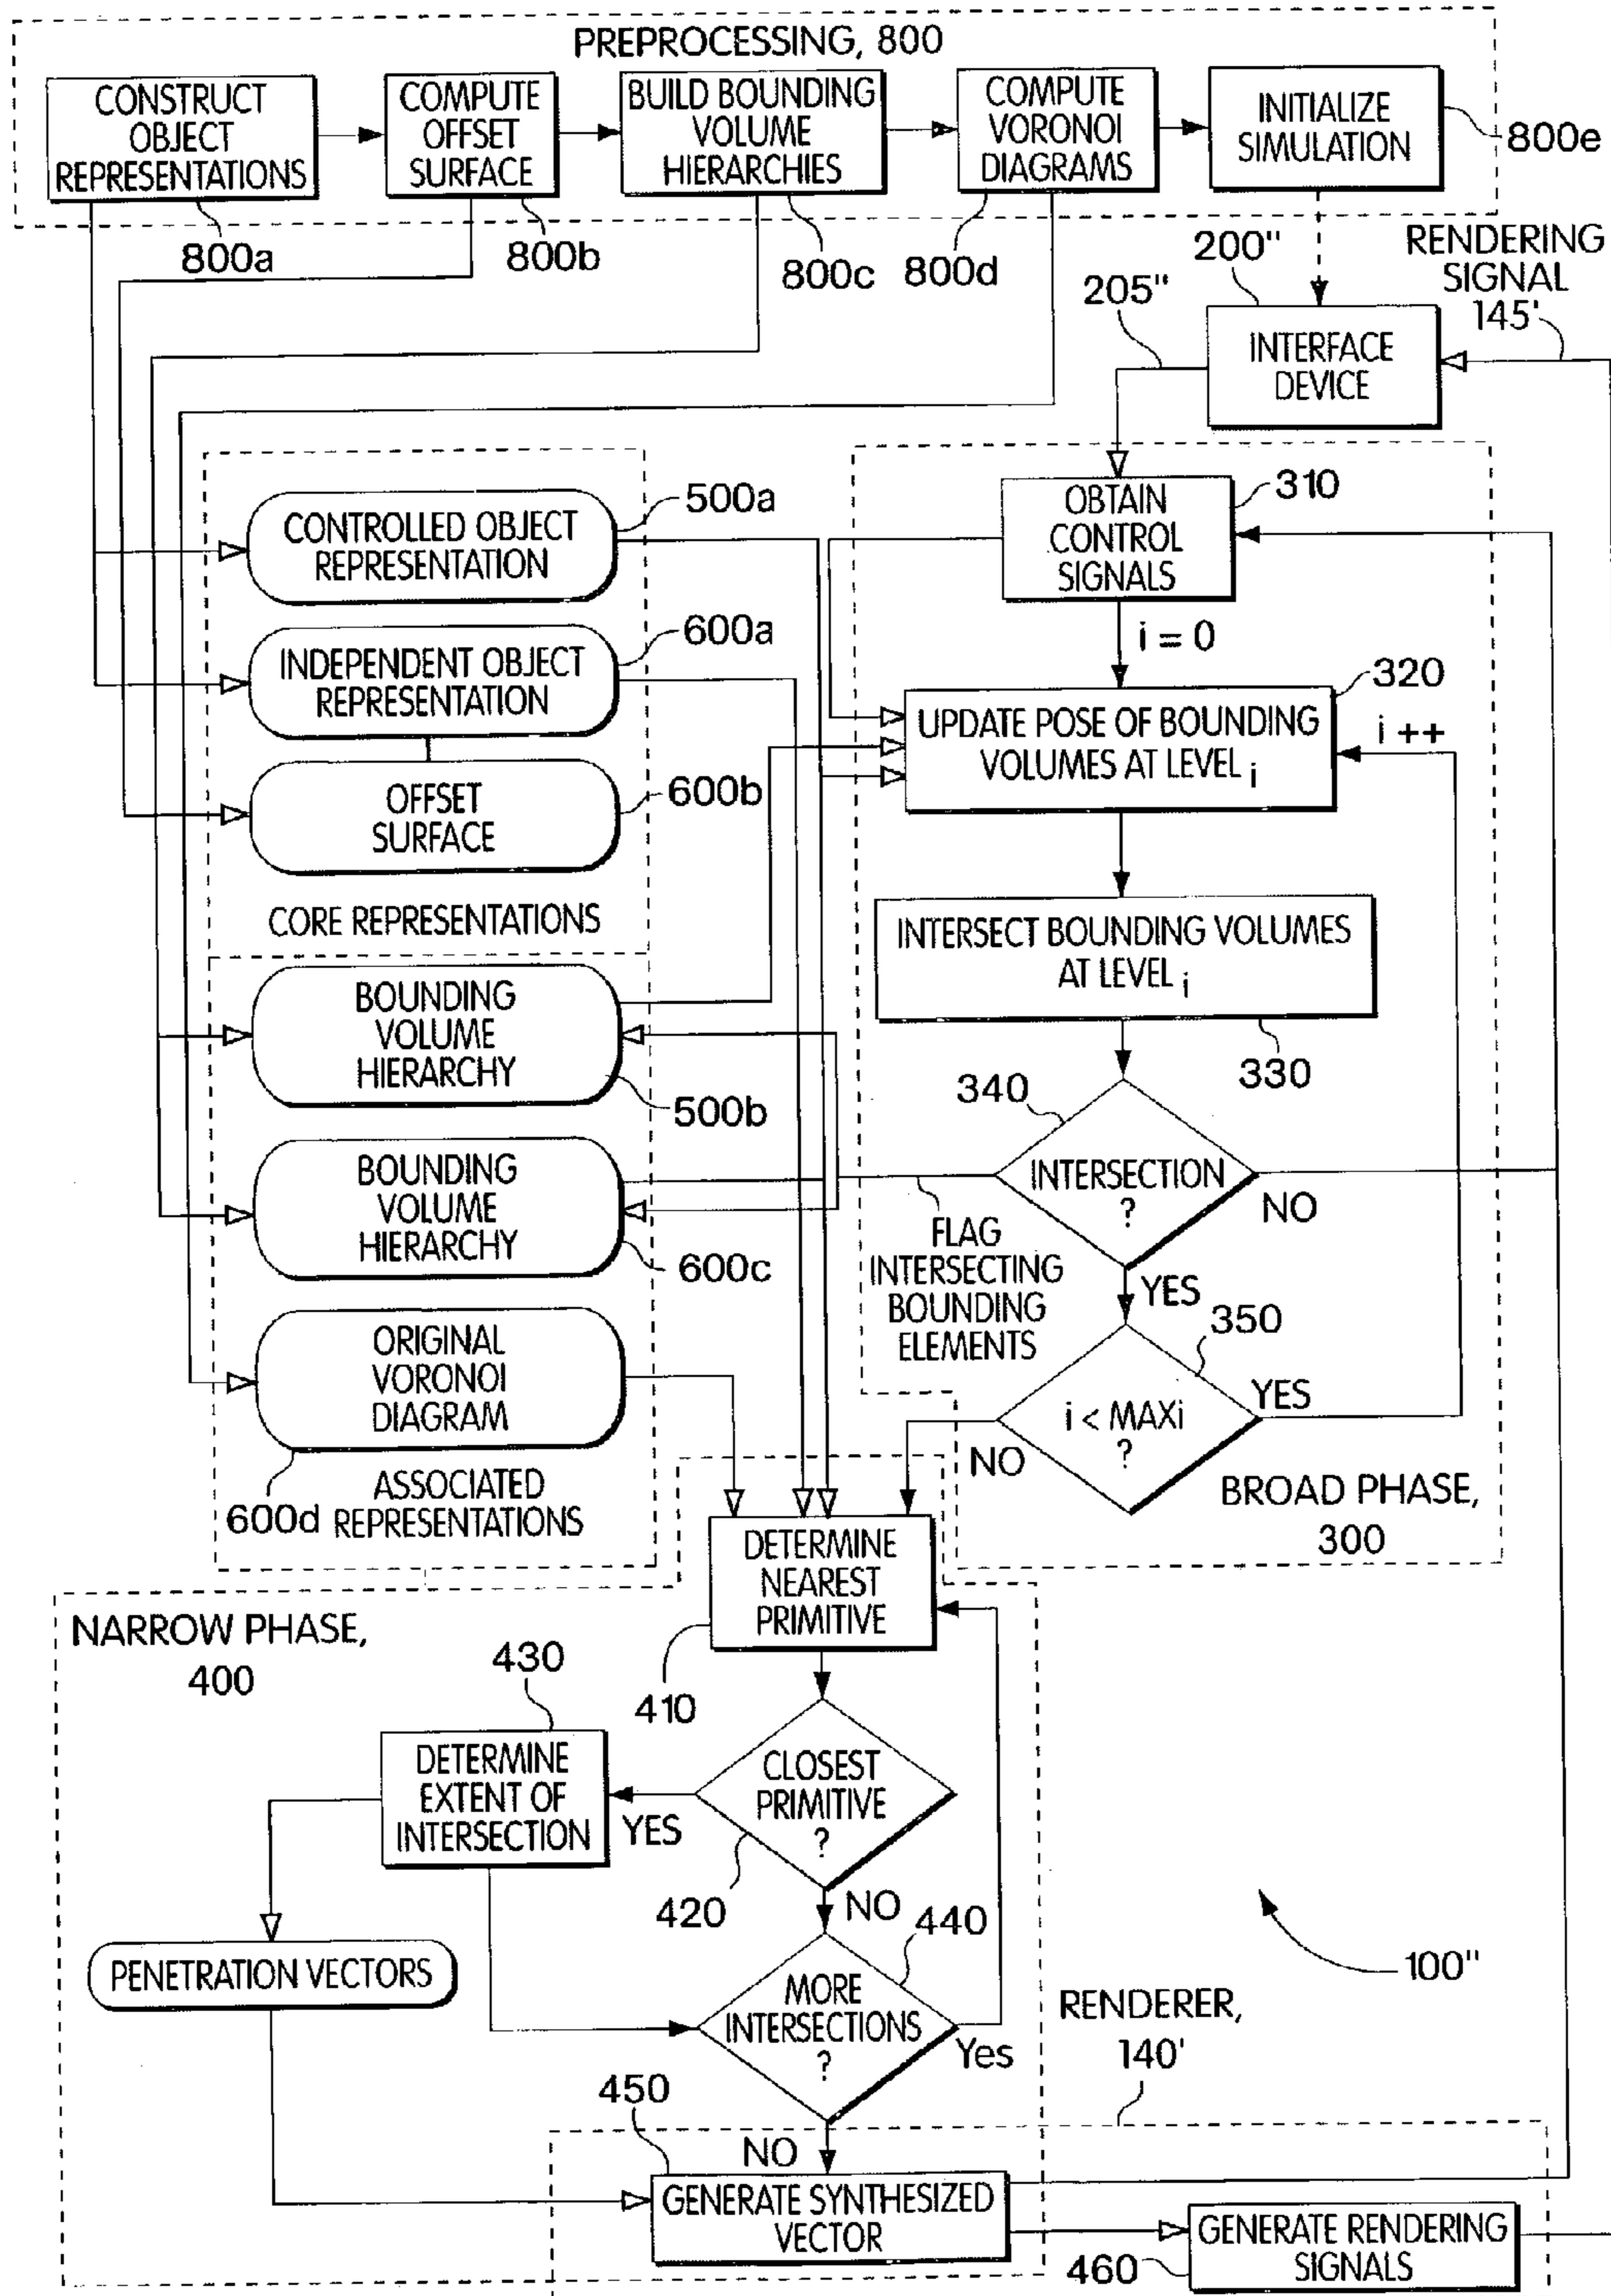 PREPROCESSING, 800
CONSTRUCT
OBJECT
REPRESENTATIONS
COMPUTE
OFFSET
SURFACE
BUILD BOUNDING
VOLUME
HIERARCHIES
COMPUTE
VORONOI
DIAGRAMS
INITIALIZE
SIMULATION
800e
800a
800b
800c
800d
200"
205"
RENDERING
SIGNAL
145'
INTERFACE
DEVICE
CONTROLLED OBJECT
REPRESENTATION
500a
INDEPENDENT OBJECT
REPRESENTATION
600a
OFFSET
SURFACE
600b
CORE REPRESENTATIONS
BOUNDING
VOLUME
HIERARCHY
500b
BOUNDING
VOLUME
HIERARCHY
600c
ORIGINAL
VORONOI
DIAGRAM
600d
ASSOCIATED
REPRESENTATIONS
OBTAIN
CONTROL
SIGNALS
310
i = 0
320
UPDATE POSE OF BOUNDING
VOLUMES AT LEVEL i
i ++
INTERSECT BOUNDING VOLUMES
AT LEVEL i
330
340
INTERSECTION
?
NO
FLAG
INTERSECTING
BOUNDING
ELEMENTS
YES
350
i < MAXi
?
YES
NO
BROAD PHASE,
300
NARROW PHASE,
400
DETERMINE
NEAREST
PRIMITIVE
410
430
DETERMINE
EXTENT OF
INTERSECTION
YES
CLOSEST
PRIMITIVE
?
420
NO
440
PENETRATION VECTORS
MORE
INTERSECTIONS
?
Yes
100"
RENDERER,
140'
450
NO
GENERATE SYNTHESIZED
VECTOR
460
GENERATE RENDERING
SIGNALS